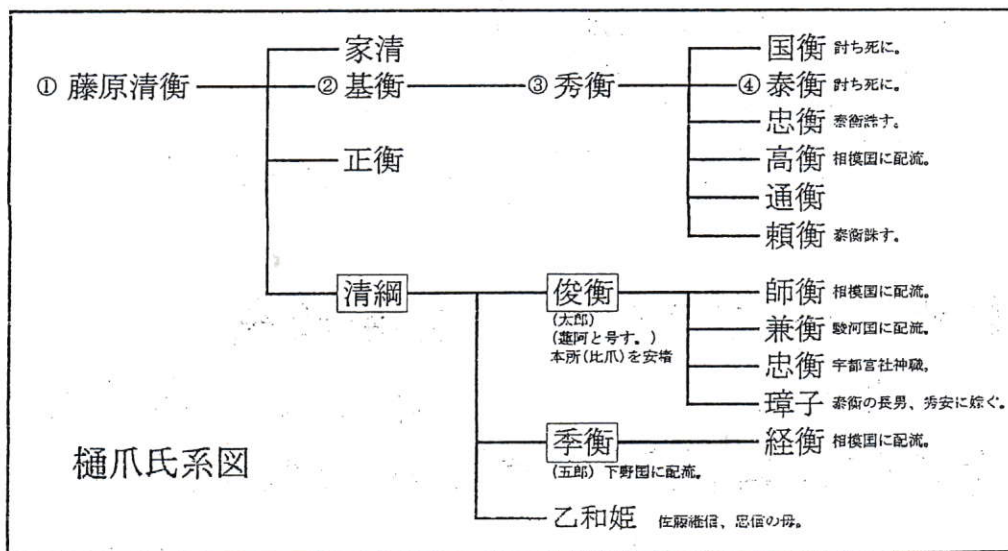 家清
① 藤原清衡
② 基衡
③ 秀衡
正衡
国衡 討ち死に。
④ 泰衡 討ち死に。
忠衡 泰衡誅す。
高衡 相模国に配流。
通衡
頼衡 泰衡誅す。
清綱
俊衡
(太郎)
(蓮阿と号す。)
本所(比爪)を安堵
師衡 相模国に配流。
兼衡 駿河国に配流。
忠衡 宇都宮社神職。
璋子 泰衡の長男、秀安に嫁ぐ。
季衡
(五郎) 下野国に配流。
経衡 相模国に配流。
乙和姫 佐藤継信、忠信の母。
樋爪氏系図